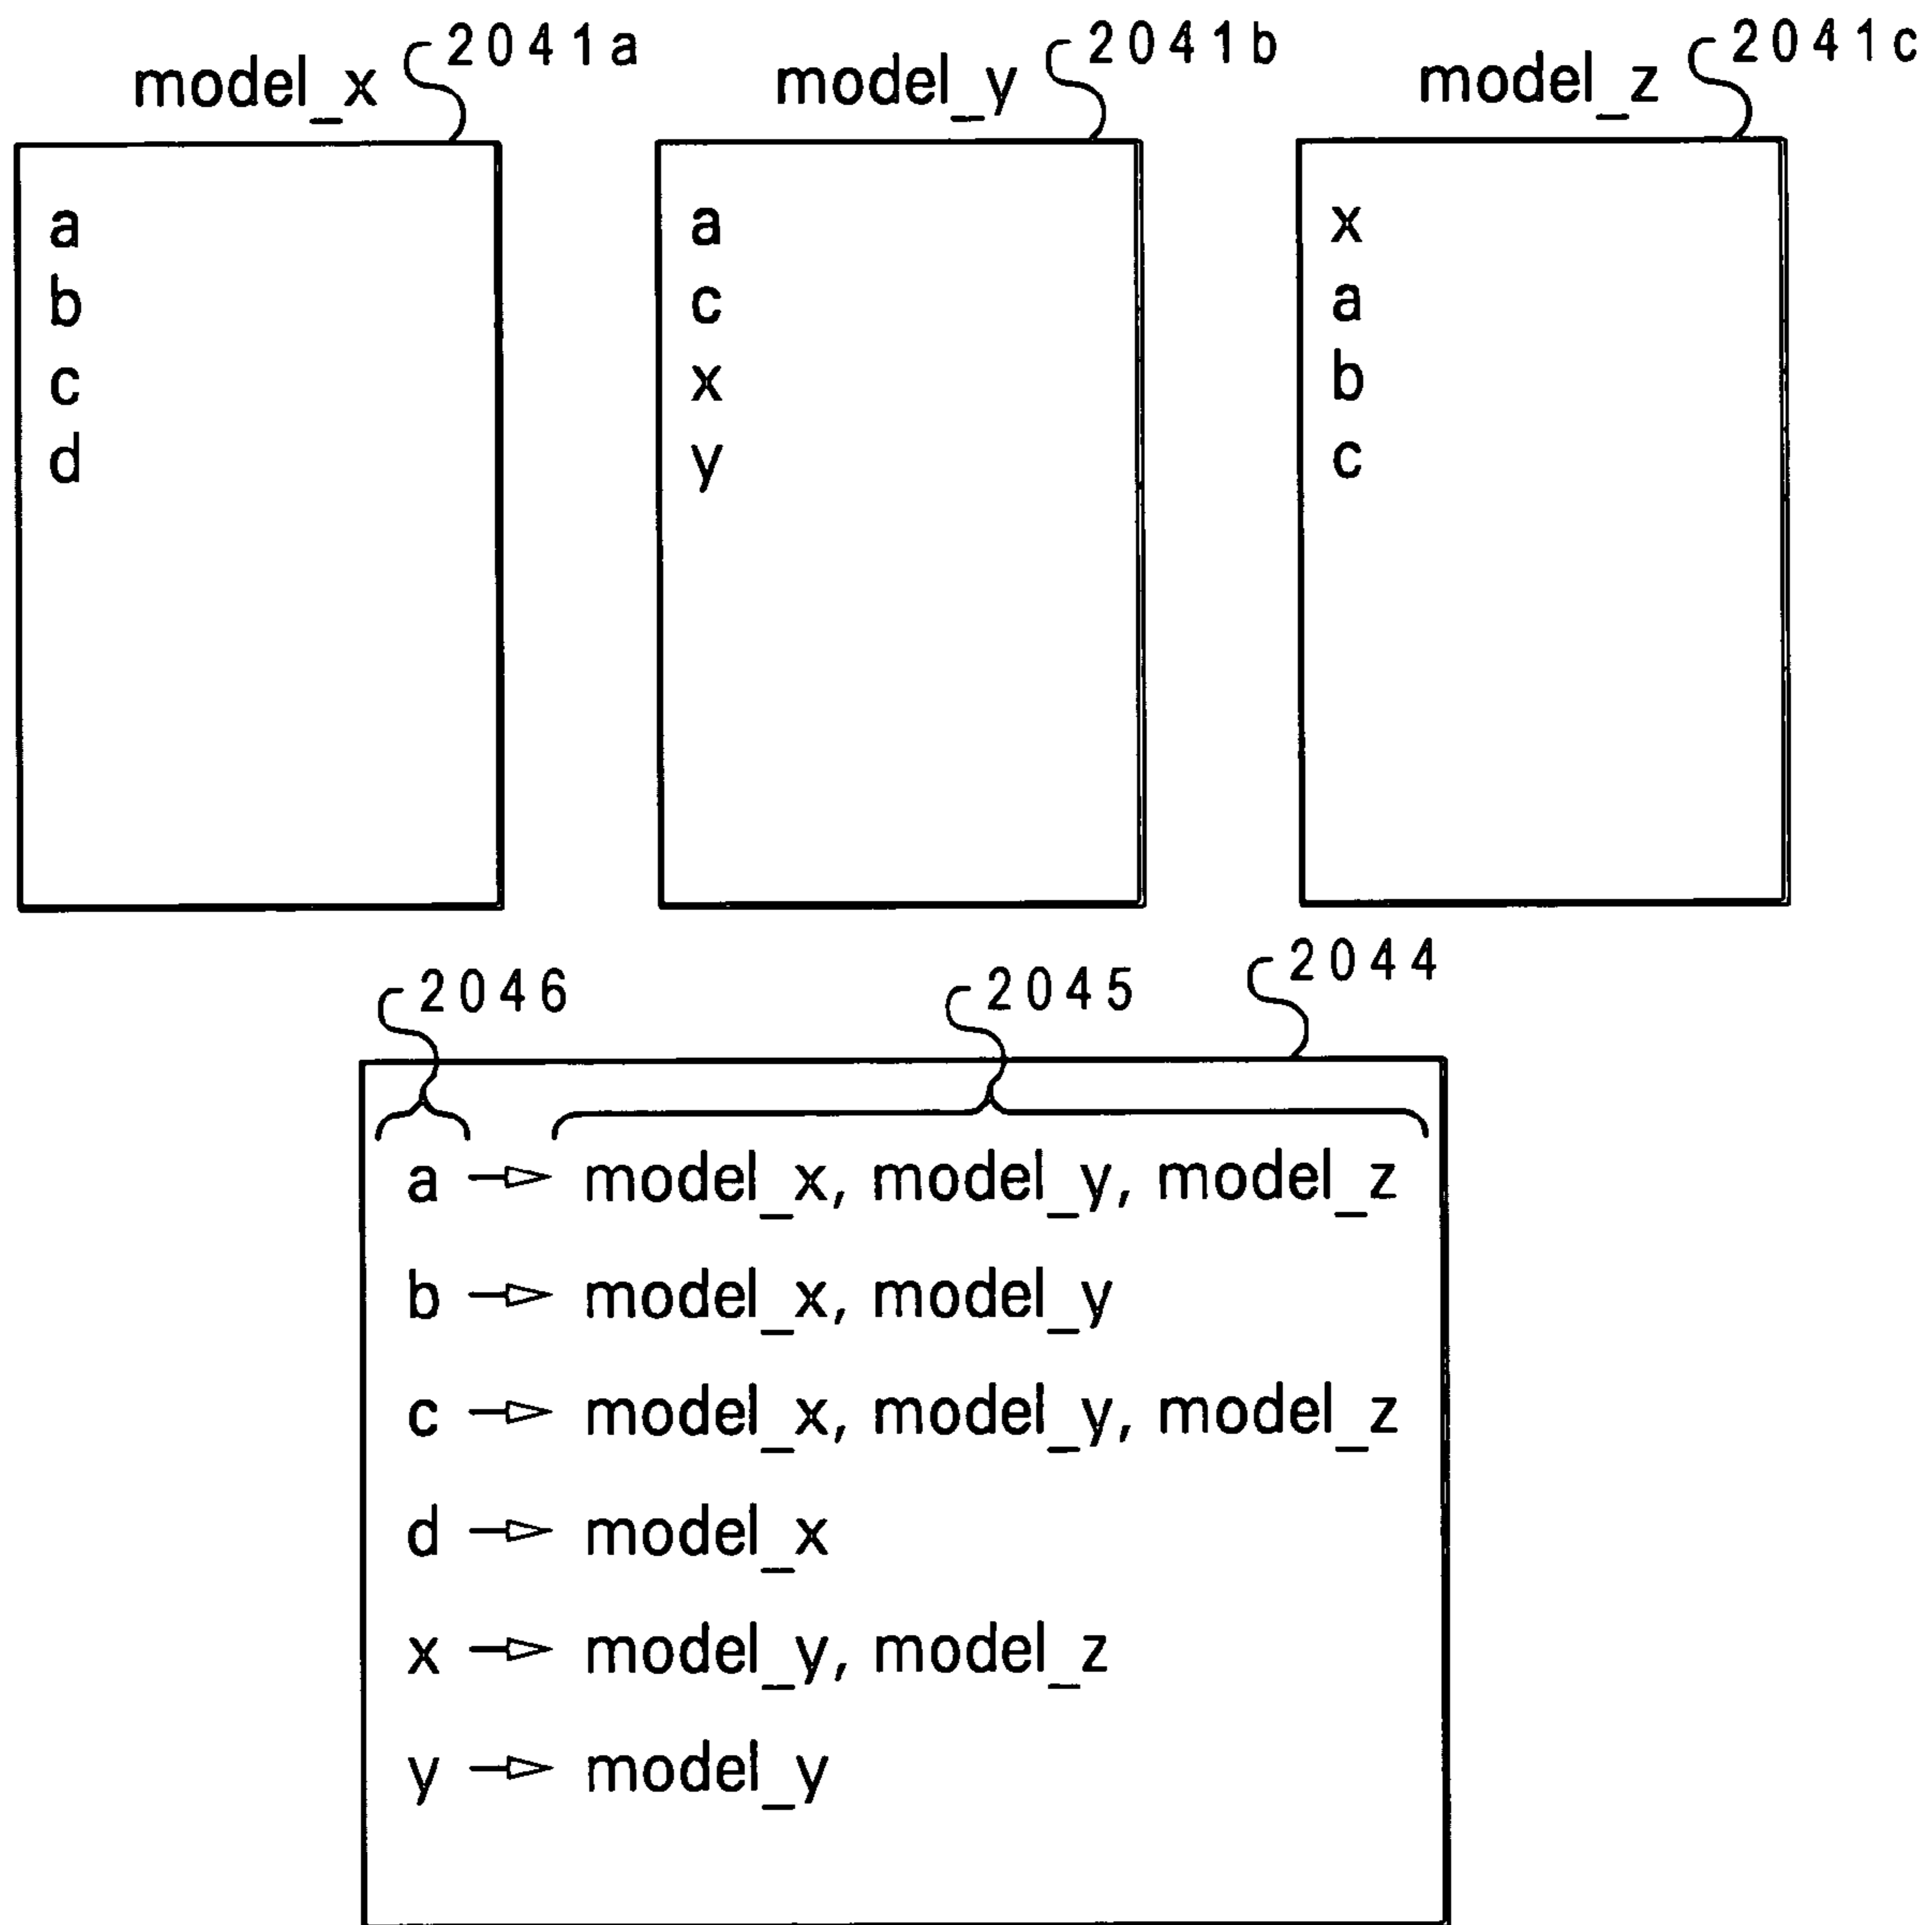 model_x 2041a
a
b
c
d
model_y 2041b
a
c
x
y
model_z 2041c
x
a
b
c
2046 2045 2044
a → model_x, model_y, model_z
b → model_x, model_y
c → model_x, model_y, model_z
d → model_x
x → model_y, model_z
y → model_y